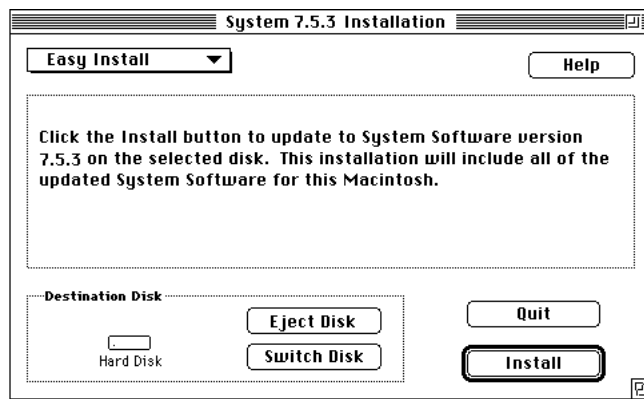 System 7.5.3 Installation
Easy Install
Help
Click the Install button to update to System Software version
7.5.3 on the selected disk.  This installation will include all of the
updated System Software for this Macintosh.
Destination Disk
Eject Disk
Quit
Hard Disk
Switch Disk
Install